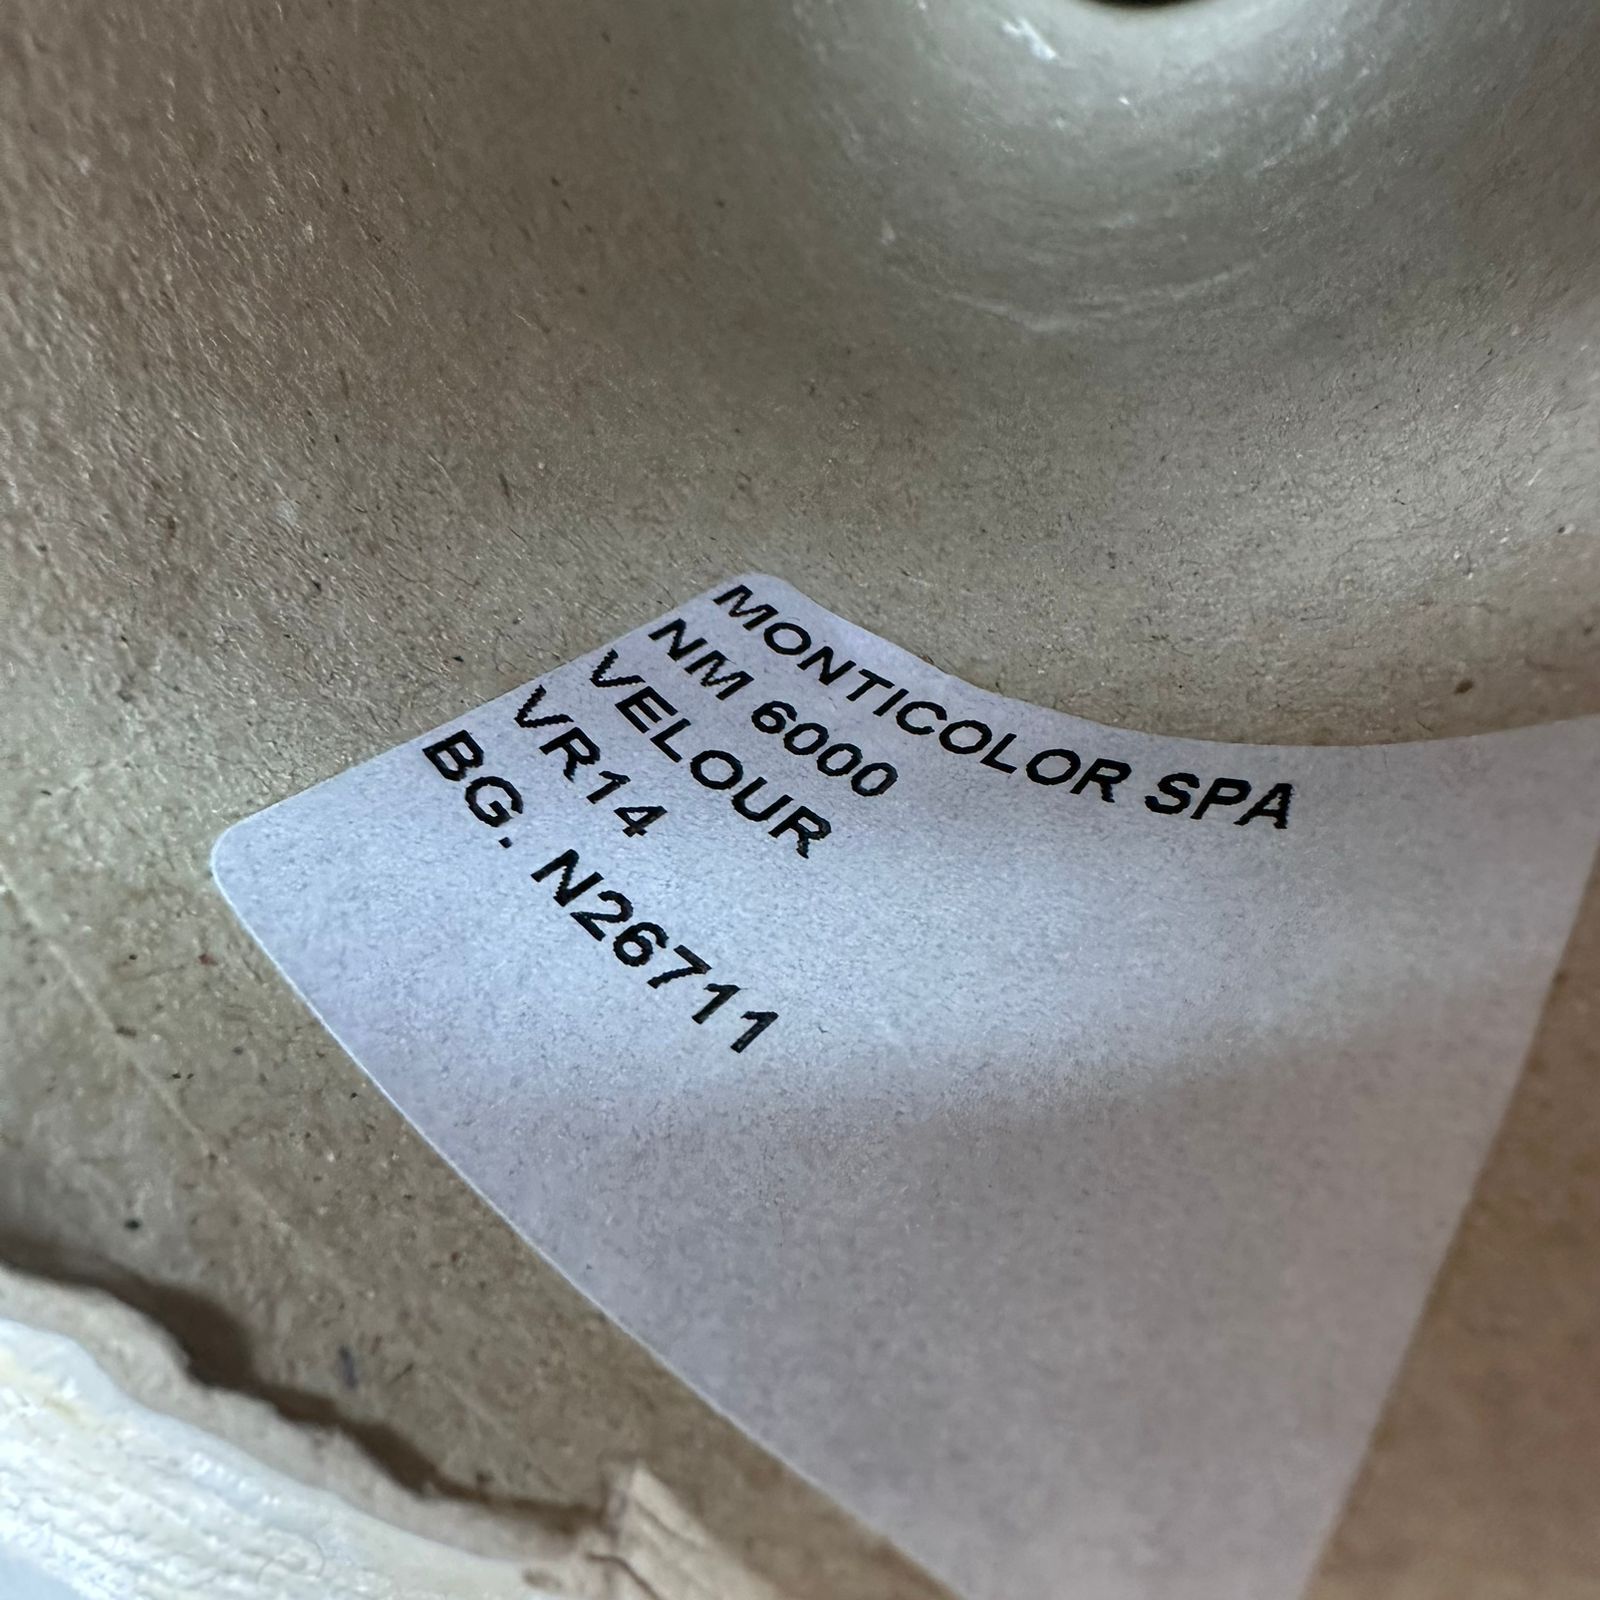 MONTICOLOR SPA
NM 6000
VELOUR
VR14
BG. N26711